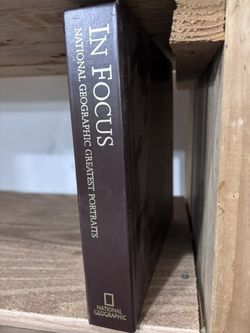 IN FOCUS
NATIONAL GEOGRAPHIC GREATEST PORTRAITS
NATIONAL
GEOGRAPHIC